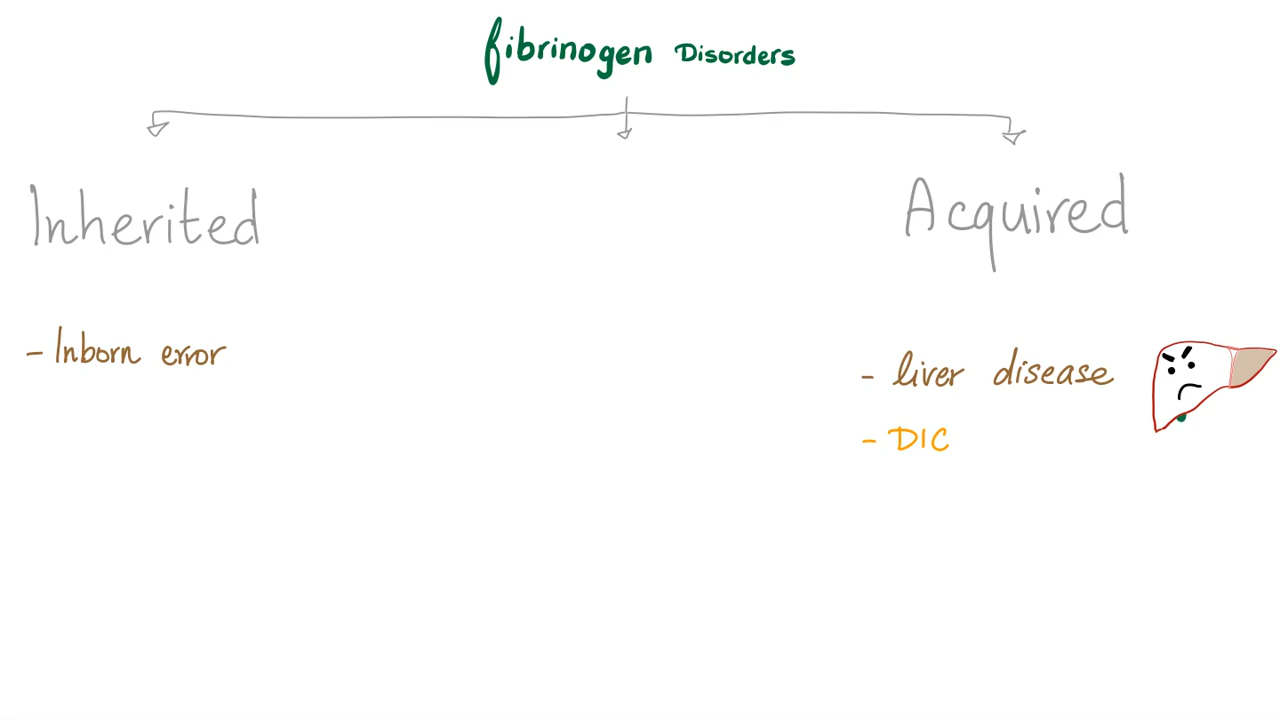 fibrinogen Disorders
Inherited
Acquired
- Inborn error
- liver disease
- DIC